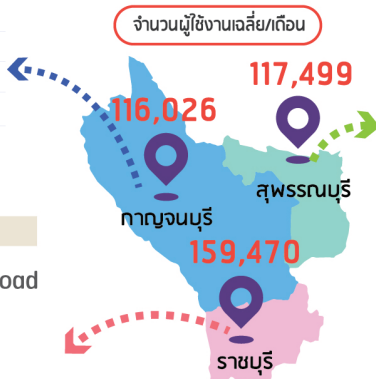 จำนวนผู้ใช้งานเฉลี่ย/เดือน
117,499
116,026
สุพรรณบุรี
กาญจนบุรี
159,470
oad
ราชบุรี